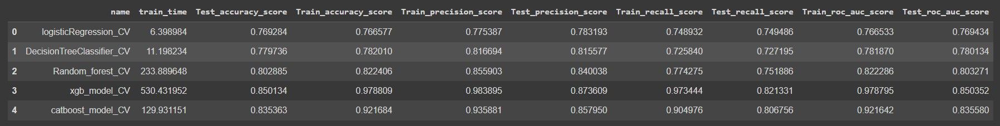 name train_time Test_accuracy_score Train_accuracy_score Train_precision_score Test_precision_score Train_recall_score Test_recall_score Train_roc_auc_score Test_roc_auc_score
0 logisticRegression_CV 6.398984 0.769284 0.766577 0.775387 0.783193 0.748932 0.749486 0.766533 0.769434
1 DecisionTreeClassifier_CV 11.198234 0.779736 0.782010 0.816694 0.815577 0.725840 0.727195 0.781870 0.780134
2 Random_forest_CV 233.889648 0.802885 0.822406 0.855903 0.840038 0.774275 0.751886 0.822286 0.803271
3 xgb_model_CV 530.431952 0.850134 0.978809 0.983895 0.873609 0.973444 0.821331 0.978795 0.850352
4 catboost_model_CV 129.931151 0.835363 0.921684 0.935881 0.857950 0.904976 0.806756 0.921642 0.835580